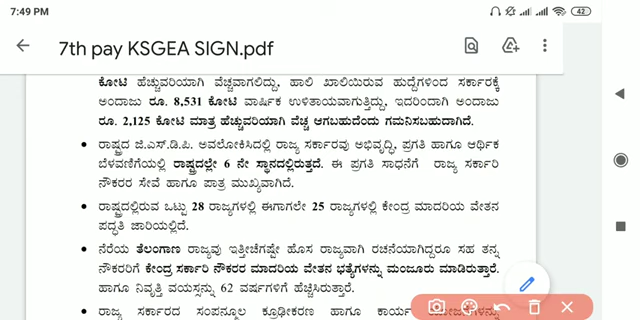 7:49 PM
42
7th pay KSGEA SIGN.pdf
ಕೋಟಿ ಹೆಚ್ಚುವರಿಯಾಗಿ ವೆಚ್ಚವಾಗಲಿದ್ದು, ಹಾಲಿ ಖಾಲಿಯಿರುವ ಹುದ್ದೆಗಳಿಂದ ಸರ್ಕಾರಕ್ಕೆ
ಅಂದಾಜು ರೂ. 8,531 ಕೋಟಿ ವಾರ್ಷಿಕ ಉಳಿತಾಯವಾಗುತ್ತಿದ್ದು, ಇದರಿಂದಾಗಿ ಅಂದಾಜು
ರೂ. 2,125 ಕೋಟಿ ಮಾತ್ರ ಹೆಚ್ಚುವರಿಯಾಗಿ ವೆಚ್ಚ ಆಗಬಹುದೆಂದು ಗಮನಿಸಬಹುದಾಗಿದೆ.
• ರಾಷ್ಟ್ರದ ಜಿ.ಎಸ್.ಡಿ.ಪಿ. ಅವಲೋಕಿಸಿದಲ್ಲಿ ರಾಜ್ಯ ಸರ್ಕಾರವು ಅಭಿವೃದ್ಧಿ, ಪ್ರಗತಿ ಹಾಗೂ ಆರ್ಥಿಕ
ಬೆಳವಣಿಗೆಯಲ್ಲಿ ರಾಷ್ಟ್ರದಲ್ಲೇ 6 ನೇ ಸ್ಥಾನದಲ್ಲಿರುತ್ತದೆ. ಈ ಪ್ರಗತಿ ಸಾಧನೆಗೆ ರಾಜ್ಯ ಸರ್ಕಾರಿ
ನೌಕರರ ಸೇವೆ ಹಾಗೂ ಪಾತ್ರ ಮುಖ್ಯವಾಗಿದೆ.
• ರಾಷ್ಟ್ರದಲ್ಲಿರುವ ಒಟ್ಟು 28 ರಾಜ್ಯಗಳಲ್ಲಿ ಈಗಾಗಲೇ 25 ರಾಜ್ಯಗಳಲ್ಲಿ ಕೇಂದ್ರ ಮಾದರಿಯ ವೇತನ
ಪದ್ಧತಿ ಜಾರಿಯಲ್ಲಿದೆ.
• ನೆರೆಯ ತೆಲಂಗಾಣ ರಾಜ್ಯವು ಇತ್ತೀಚೆಗಷ್ಟೇ ಹೊಸ ರಾಜ್ಯವಾಗಿ ರಚನೆಯಾಗಿದ್ದರೂ ಸಹ ತನ್ನ
ನೌಕರರಿಗೆ ಕೇಂದ್ರ ಸರ್ಕಾರಿ ನೌಕರರ ಮಾದರಿಯ ವೇತನ ಭತ್ಯೆಗಳನ್ನು ಮಂಜೂರು ಮಾಡಿರುತ್ತಾರೆ.
ಹಾಗೂ ನಿವೃತ್ತಿ ವಯಸ್ಸನ್ನು 62 ವರ್ಷಗಳಿಗೆ ಹೆಚ್ಚಿಸಿರುತ್ತಾರೆ.
• ರಾಜ್ಯ ಸರ್ಕಾರದ ಸಂಪನ್ಮೂಲ ಕ್ರೂಢೀಕರಣ ಹಾಗೂ ಕಾರ್ಯ